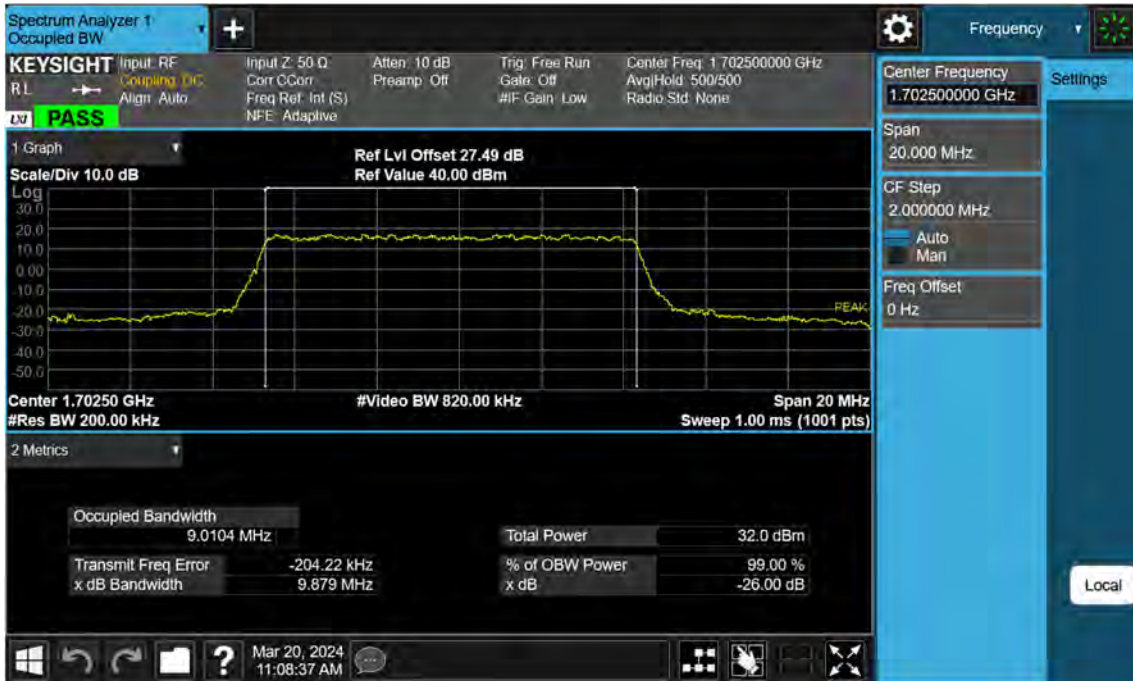 Spectrum Analyzer 1
Occupied BW
Frequency
KEYSIGHT
Input: RF
Coupling: DC
Align: Auto
Input Z: 50 Ω
Corr CCorr
Freq Ref: Int (S)
NFE: Adaptive
Atten: 10 dB
Preamp: Off
Trig: Free Run
Gate: Off
#IF Gain: Low
Center Freq: 1.702500000 GHz
Avg|Hold: 500/500
Radio Std: None
R L
LXI
PASS
1 Graph
Scale/Div 10.0 dB
Ref Lvl Offset 27.49 dB
Ref Value 40.00 dBm
Log
30.0
20.0
10.0
0.00
-10.0
-20.0
-30.0
-40.0
-50.0
PEAK
Center 1.70250 GHz
#Video BW 820.00 kHz
Span 20 MHz
#Res BW 200.00 kHz
Sweep 1.00 ms (1001 pts)
2 Metrics
Occupied Bandwidth
9.0104 MHz
Total Power 32.0 dBm
Transmit Freq Error -204.22 kHz
% of OBW Power 99.00 %
x dB Bandwidth 9.879 MHz
x dB -26.00 dB
Center Frequency
1.702500000 GHz
Settings
Span
20.000 MHz
CF Step
2.000000 MHz
Auto
Man
Freq Offset
0 Hz
Local
?
Mar 20, 2024
11:08:37 AM